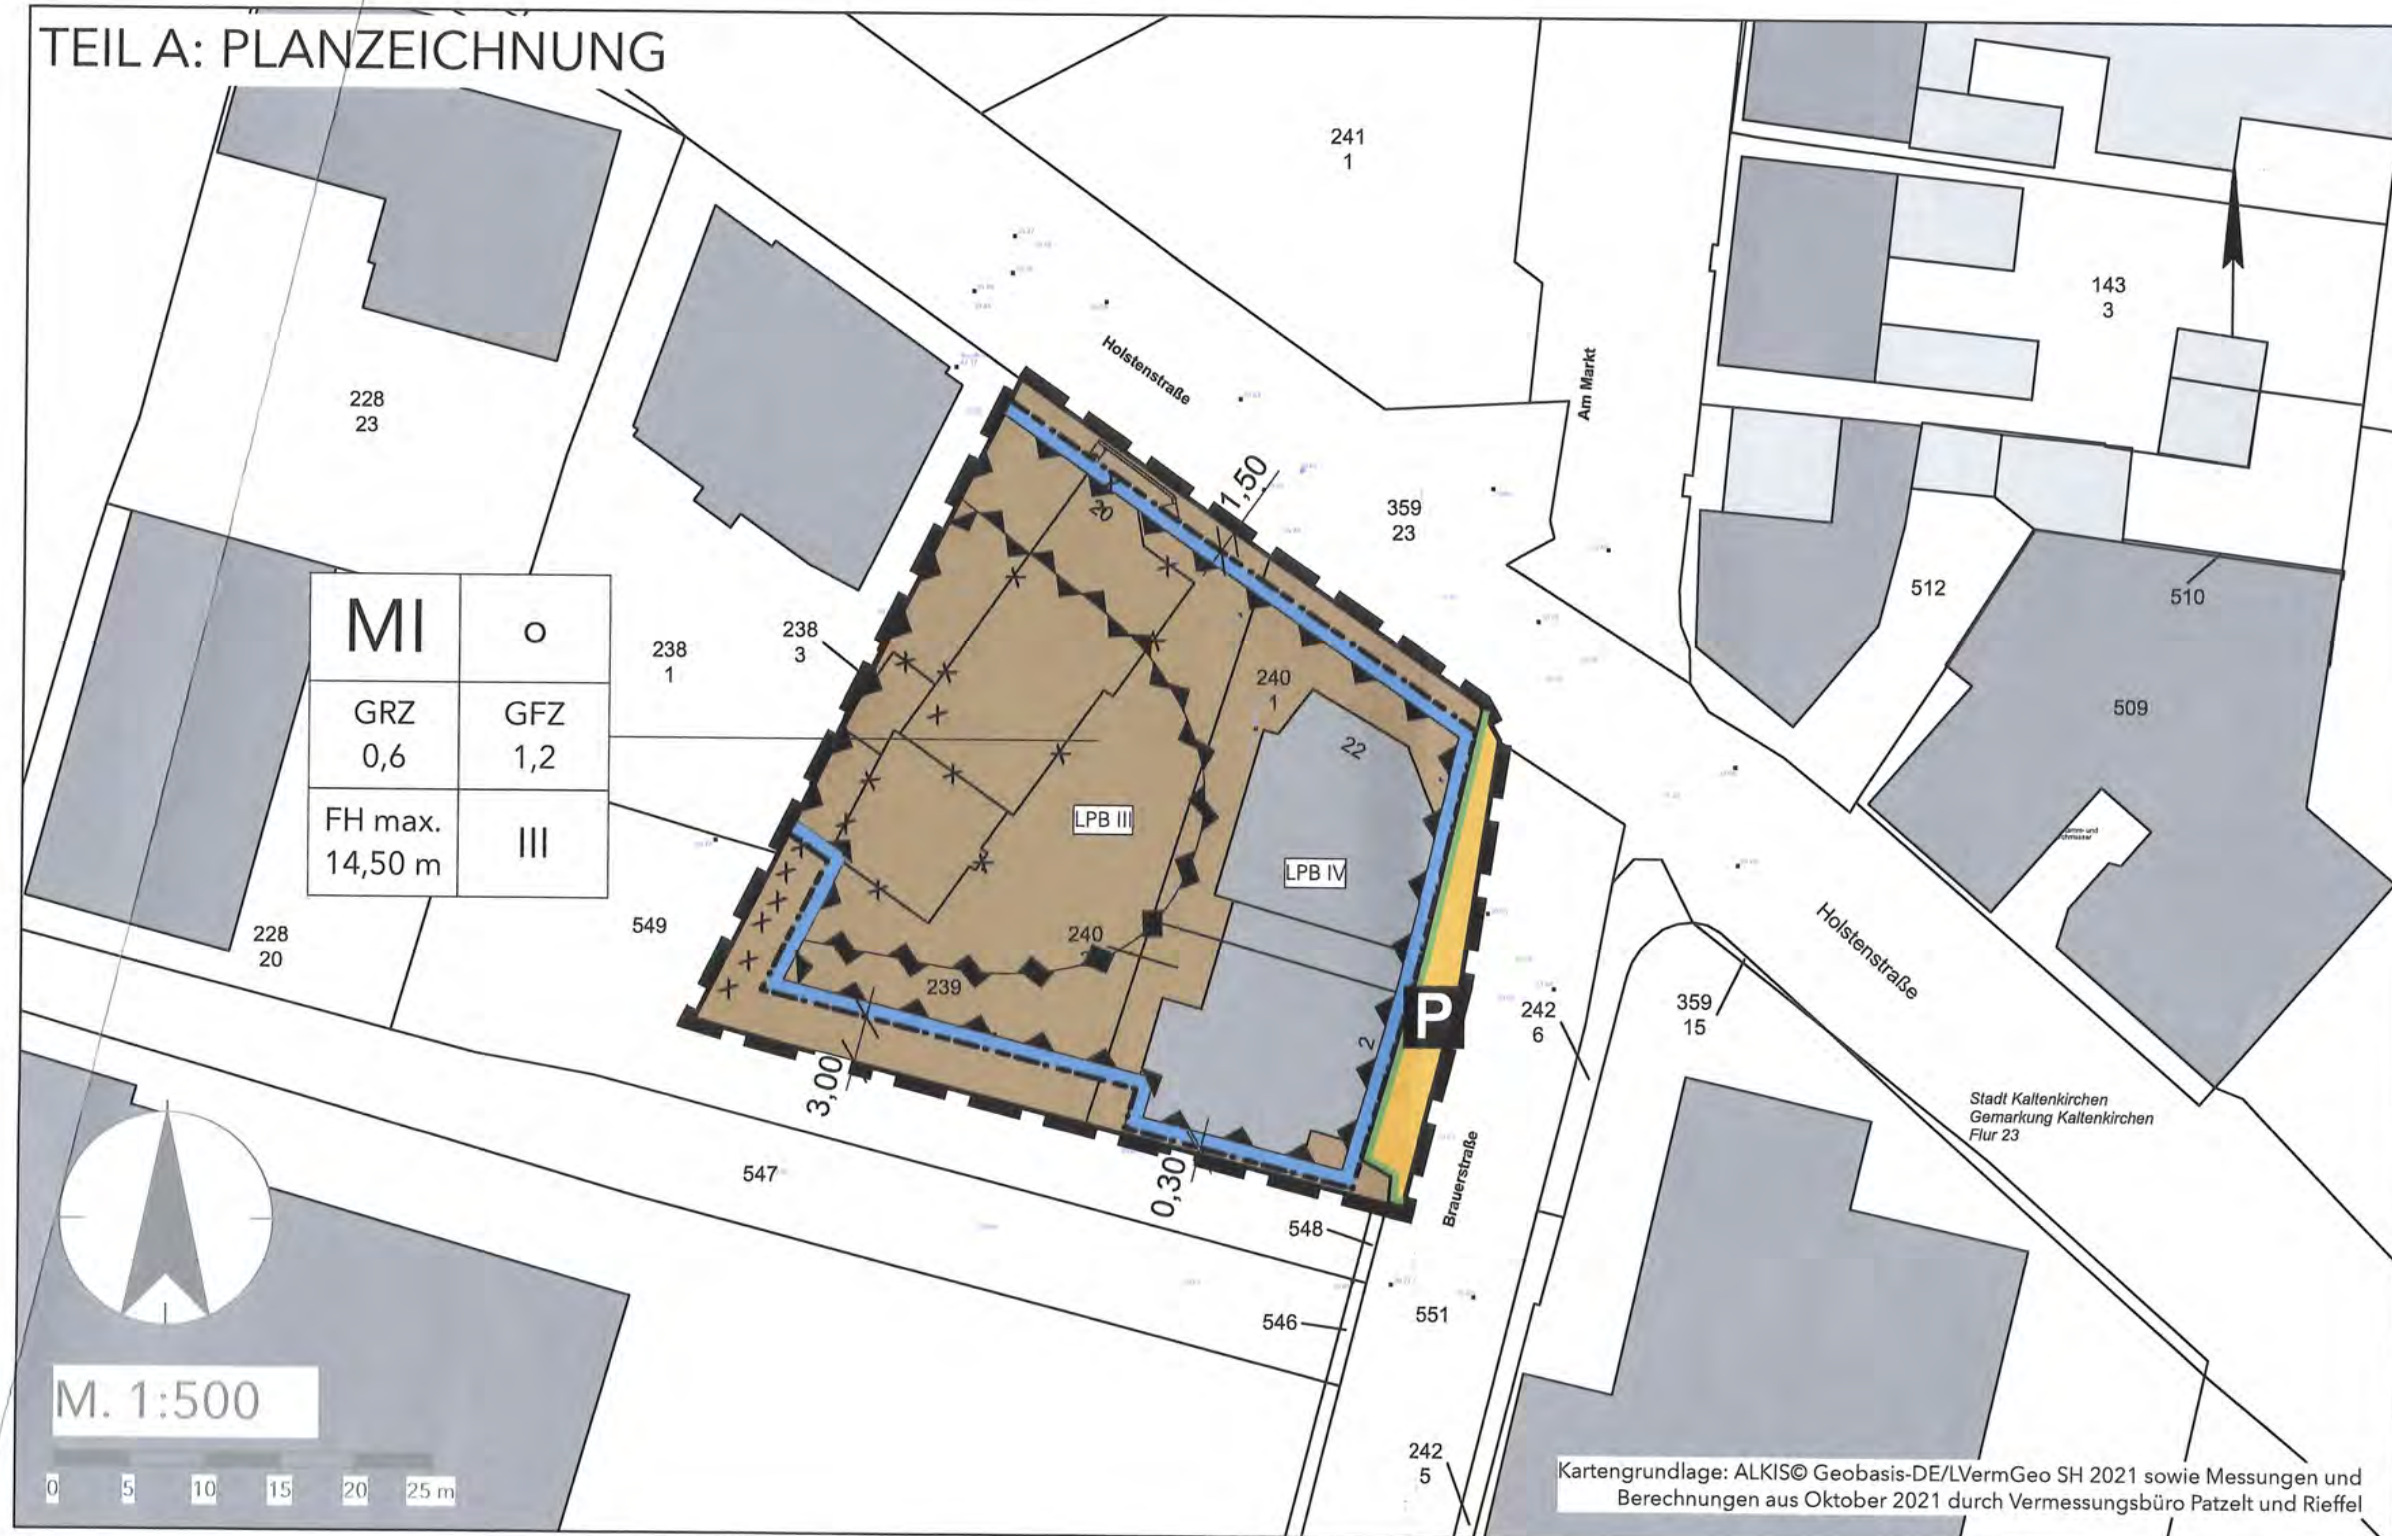 TEIL A: PLANZEICHNUNG
241
1
143
3
Holstenstraße
Am Markt
228
23
1,50
359
23
20
512
510
MI
o
238
1
238
3
240
1
509
GRZ
0,6
GFZ
1,2
22
FH max.
14,50 m
III
LPB III
LPB IV
549
228
20
240
239
Holstenstraße
P
242
6
359
15
2
3,00
Stadt Kaltenkirchen
Gemarkung Kaltenkirchen
Flur 23
547
0,30
Brauerstraße
548
546
551
M. 1:500
242
5
0 5 10 15 20 25 m
Kartengrundlage: ALKIS© Geobasis-DE/LVermGeo SH 2021 sowie Messungen und
Berechnungen aus Oktober 2021 durch Vermessungsbüro Patzelt und Rieffel